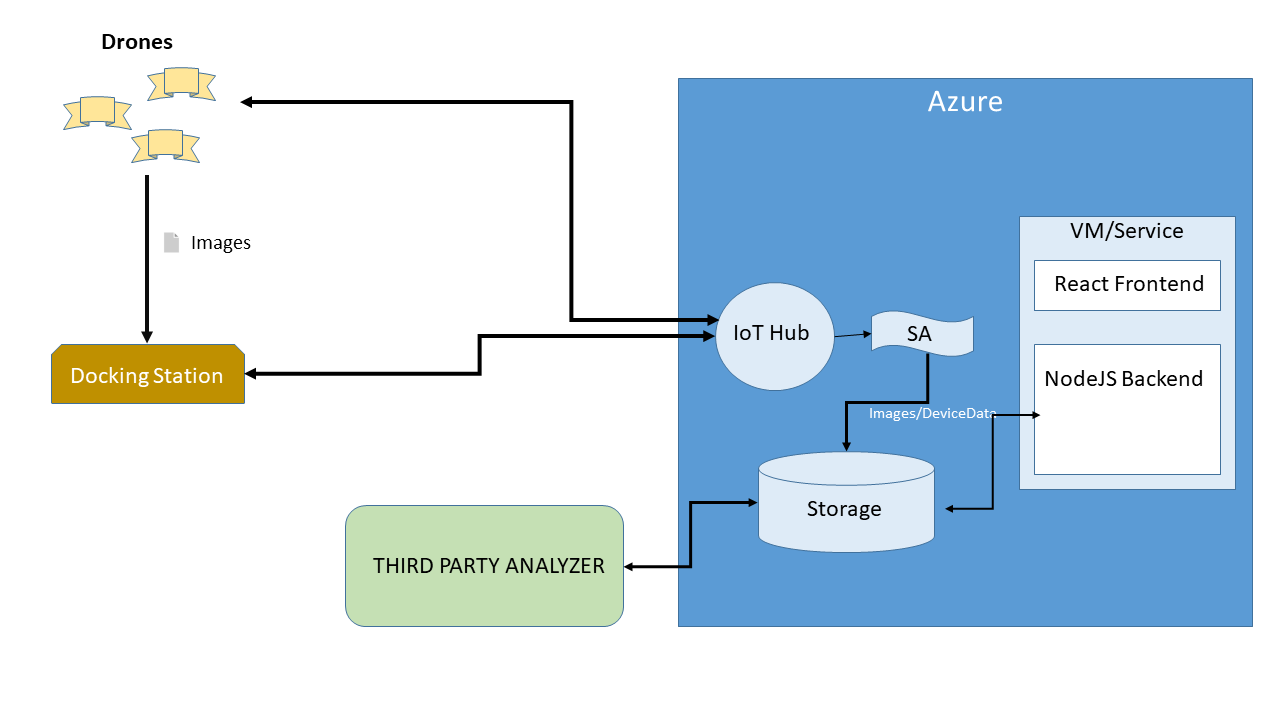 Drones
Azure
VM/Service
Images
React Frontend
IoT Hub
SA
Docking Station
NodeJS Backend
Images/DeviceData
Storage
THIRD PARTY ANALYZER